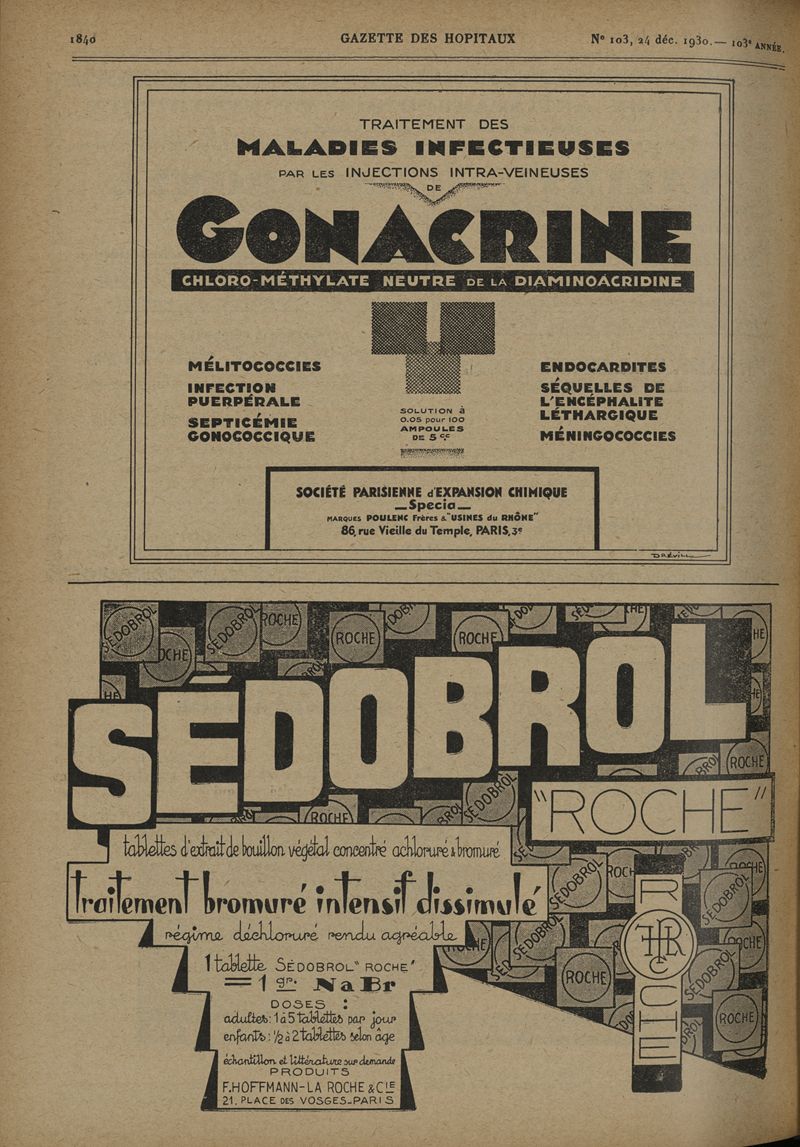 1840
GAZETTE DES HOPITAUX
N° 103, 24 déc. 1930. — 103e ANNÉE.
TRAITEMENT DES
MALADIES INFECTIEUSES
PAR LES INJECTIONS INTRA-VEINEUSES
DE
GONACRINE
CHLORO-MÉTHYLATE NEUTRE DE LA DIAMINOACRIDINE
MÉLITOCOCCIES
INFECTION
PUERPÉRALE
SEPTICÉMIE
GONOCOCCIQUE
SOLUTION à
0.05 pour 100
AMPOULES
DE 5 cc
ENDOCARDITES
SÉQUELLES DE
L'ENCÉPHALITE
LÉTHARGIQUE
MÉNINGOCOCCIES
SOCIÉTÉ PARISIENNE d'EXPANSION CHIMIQUE
—Specia—
MARQUES POULENC Frères & "USINES du RHÔNE"
86, rue Vieille du Temple, PARIS, 3e
DRÉVILL
SÉDOBROL
"ROCHE"
tablettes d'extrait de bouillon végétal concentré achloruré & bromuré
traitement bromuré intensif dissimulé
régime déchloruré rendu agréable
1 tablette SÉDOBROL "ROCHE"
= 1 gr. NaBr
DOSES :
adultes: 1 à 5 tablettes par jour
enfants: ½ à 2 tablettes selon âge
échantillon et littérature sur demande
PRODUITS
F. HOFFMANN-LA ROCHE & CIE
21, PLACE DES VOSGES-PARIS
ROCHE